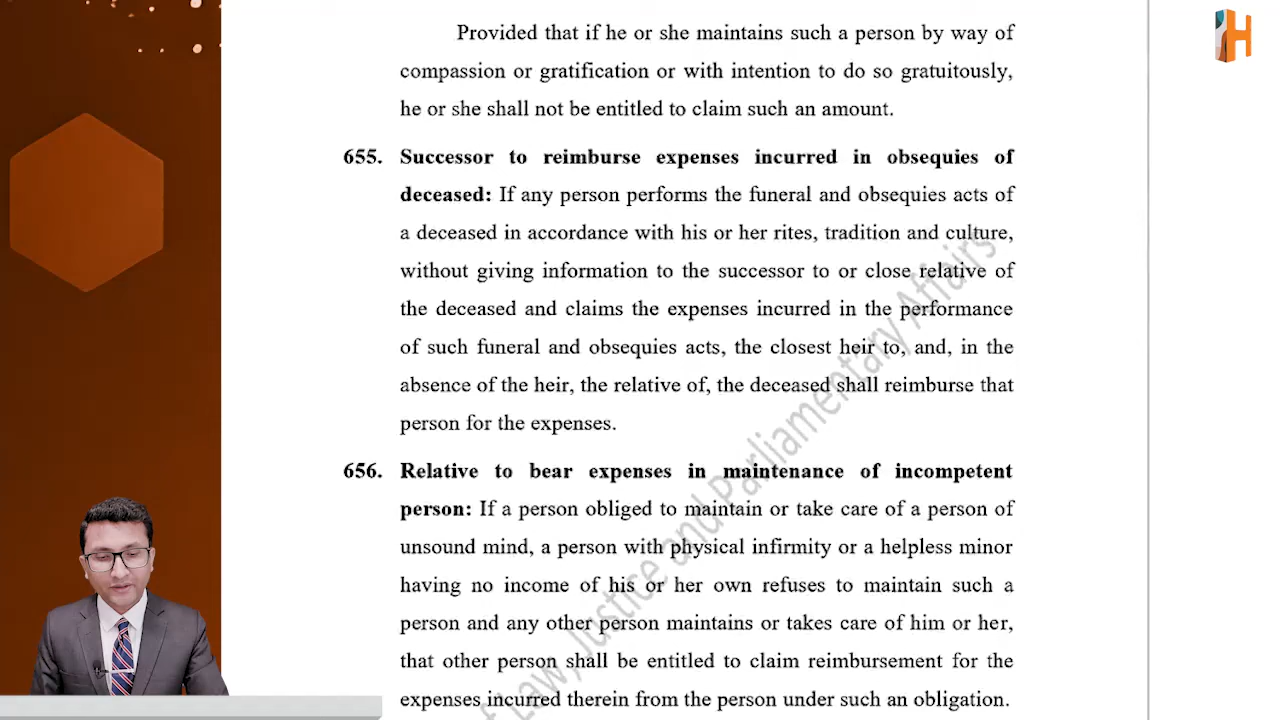 Provided that if he or she maintains such a person by way of
compassion or gratification or with intention to do so gratuitously,
he or she shall not be entitled to claim such an amount.
655. Successor to reimburse expenses incurred in obsequies of
deceased: If any person performs the funeral and obsequies acts of
a deceased in accordance with his or her rites, tradition and culture,
without giving information to the successor to or close relative of
the deceased and claims the expenses incurred in the performance
of such funeral and obsequies acts, the closest heir to, and, in the
absence of the heir, the relative of, the deceased shall reimburse that
person for the expenses.
656. Relative to bear expenses in maintenance of incompetent
person: If a person obliged to maintain or take care of a person of
unsound mind, a person with physical infirmity or a helpless minor
having no income of his or her own refuses to maintain such a
person and any other person maintains or takes care of him or her,
that other person shall be entitled to claim reimbursement for the
expenses incurred therein from the person under such an obligation.
f Law, Justice and Parliamentary Affairs
H